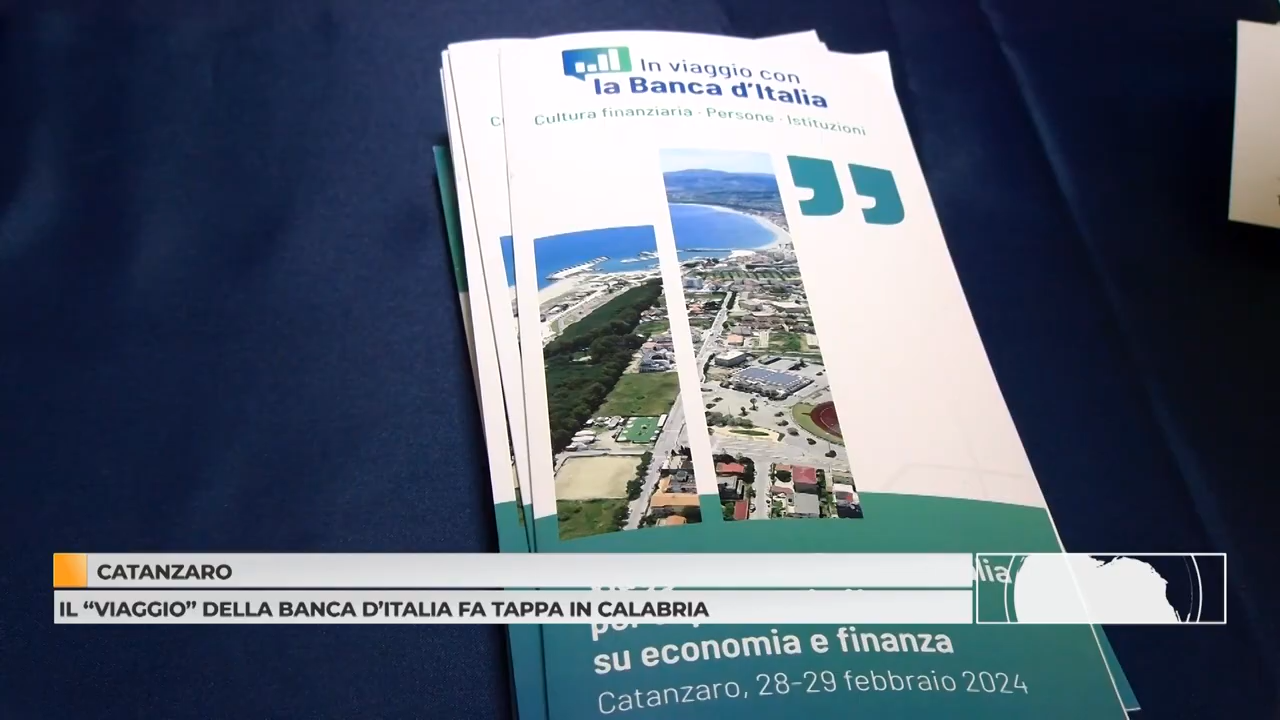 In viaggio con
la Banca d'Italia
Cultura finanziaria · Persone · Istituzioni
CATANZARO
IL “VIAGGIO” DELLA BANCA D'ITALIA FA TAPPA IN CALABRIA
su economia e finanza
Catanzaro, 28-29 febbraio 2024